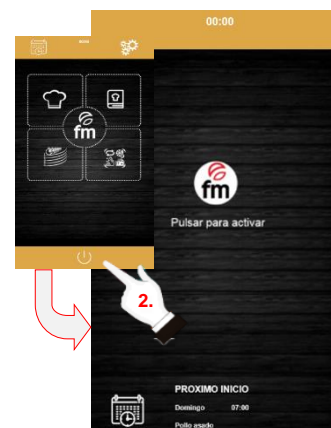 00:00
fm
fm
Pulsar para activar
2.
PROXIMO INICIO
Domingo 07:00
Pollo asado